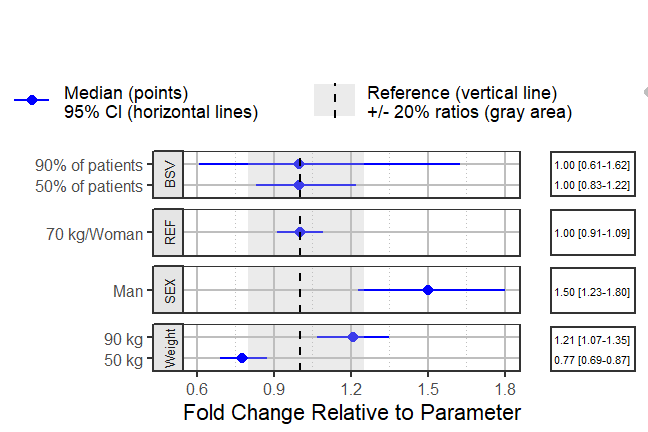 Median (points)
95% CI (horizontal lines)
Reference (vertical line)
+/- 20% ratios (gray area)
90% of patients
50% of patients
BSV
1.00 [0.61-1.62]
1.00 [0.83-1.22]
70 kg/Woman
REF
1.00 [0.91-1.09]
Man
SEX
1.50 [1.23-1.80]
90 kg
50 kg
Weight
1.21 [1.07-1.35]
0.77 [0.69-0.87]
0.6 0.9 1.2 1.5 1.8
Fold Change Relative to Parameter